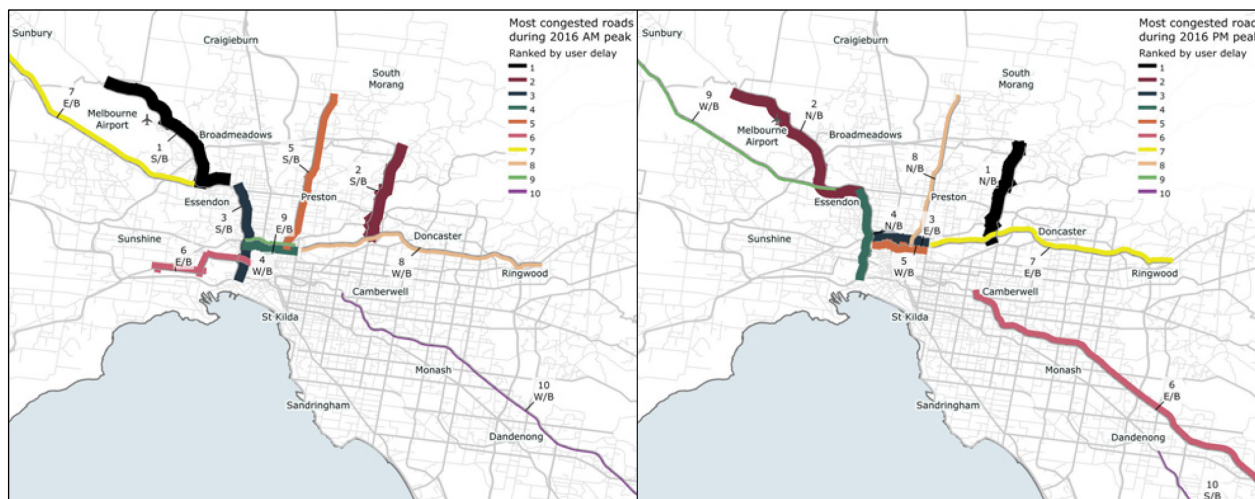 Most congested roads
during 2016 AM peak
Ranked by user delay
1
2
3
4
5
6
7
8
9
10
Sunbury
Craigieburn
South
Morang
7
E/B
Melbourne
Airport
Broadmeadows
1
S/B
5
S/B
2
S/B
Essendon
Preston
3
S/B
9
E/B
Sunshine
Doncaster
6
E/B
4
W/B
8
W/B
Ringwood
Camberwell
St Kilda
Monash
10
W/B
Sandringham
Dandenong
Most congested road
during 2016 PM peak
Ranked by user delay
1
2
3
4
5
6
7
8
9
10
Sunbury
Craigieburn
South
Morang
9
W/B
2
N/B
Melbourne
Airport
Broadmeadows
8
N/B
1
N/B
Preston
Essendon
4
N/B
3
E/B
Sunshine
Doncaster
5
W/B
7
E/B
Ringwood
Camberwell
St Kilda
Monash
6
E/B
Sandringham
Dandenong
10
S/B